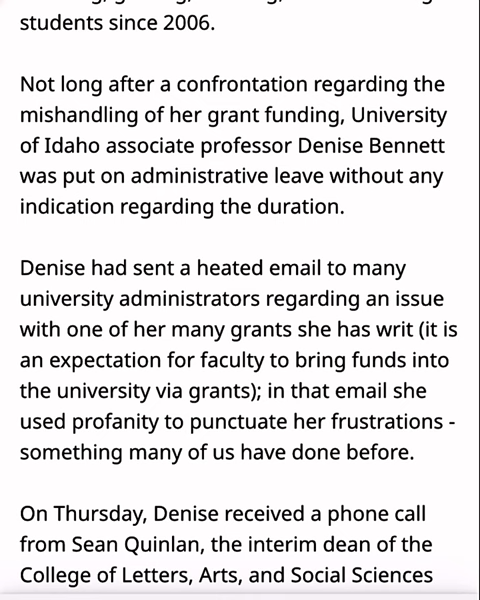 students since 2006.
Not long after a confrontation regarding the
mishandling of her grant funding, University
of Idaho associate professor Denise Bennett
was put on administrative leave without any
indication regarding the duration.
Denise had sent a heated email to many
university administrators regarding an issue
with one of her many grants she has writ (it is
an expectation for faculty to bring funds into
the university via grants); in that email she
used profanity to punctuate her frustrations -
something many of us have done before.
On Thursday, Denise received a phone call
from Sean Quinlan, the interim dean of the
College of Letters, Arts, and Social Sciences